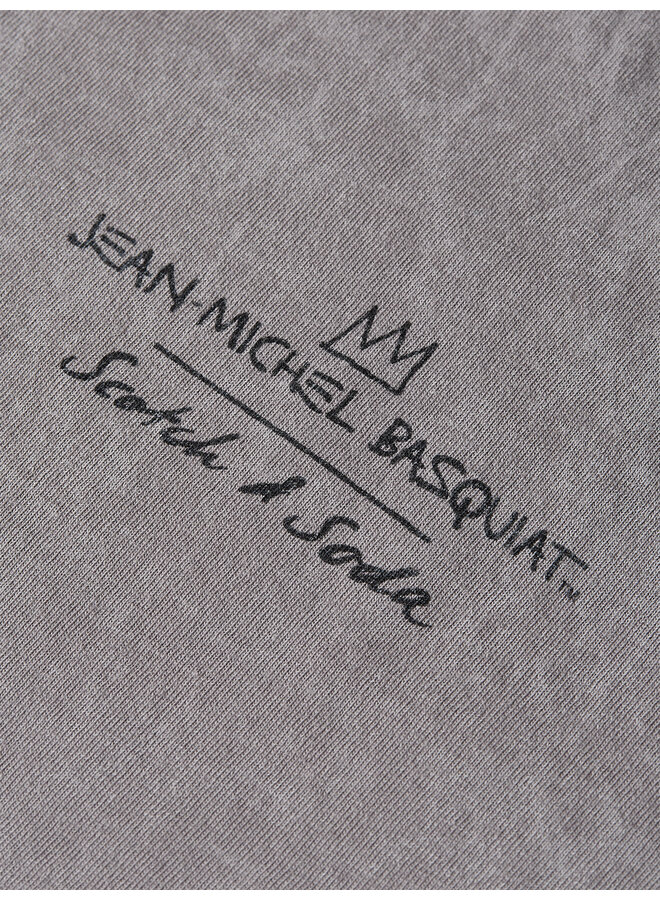 JEAN-MICHEL BASQUIAT™
Scotch & Soda